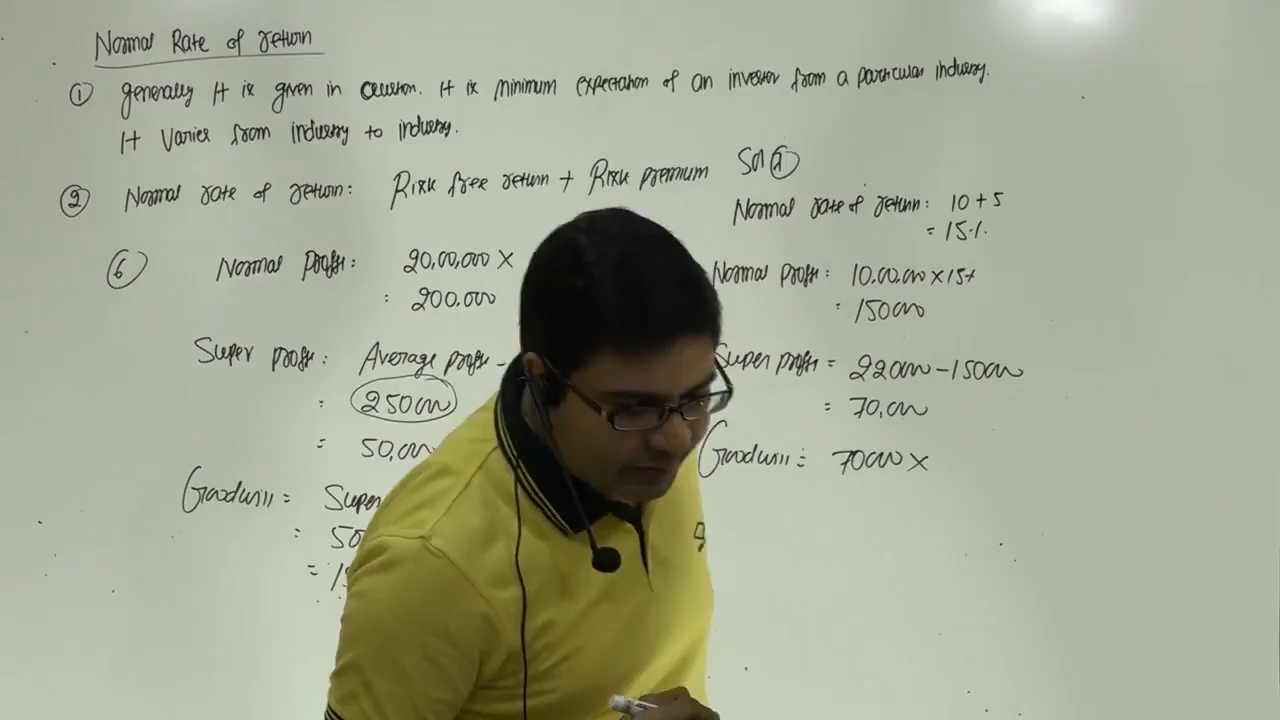 Normal Rate of return
① generally It is given in question. It is minimum expectation of an investor from a particular industry.
It varies from industry to industry.
② Normal rate of return: Risk free return + Risk premium
⑥ Normal profit: 20,00,000 ×
: 200.000
Super profit: Average profit -
: 250000
: 50,000
Goodwill = Super
= 50
= 1
Sol
Normal rate of return: 10 + 5
= 15%
Normal profit: 10.00.000 × 15%
= 150000
Super profit = 220000 - 150000
= 70,000
Goodwill = 70000 ×